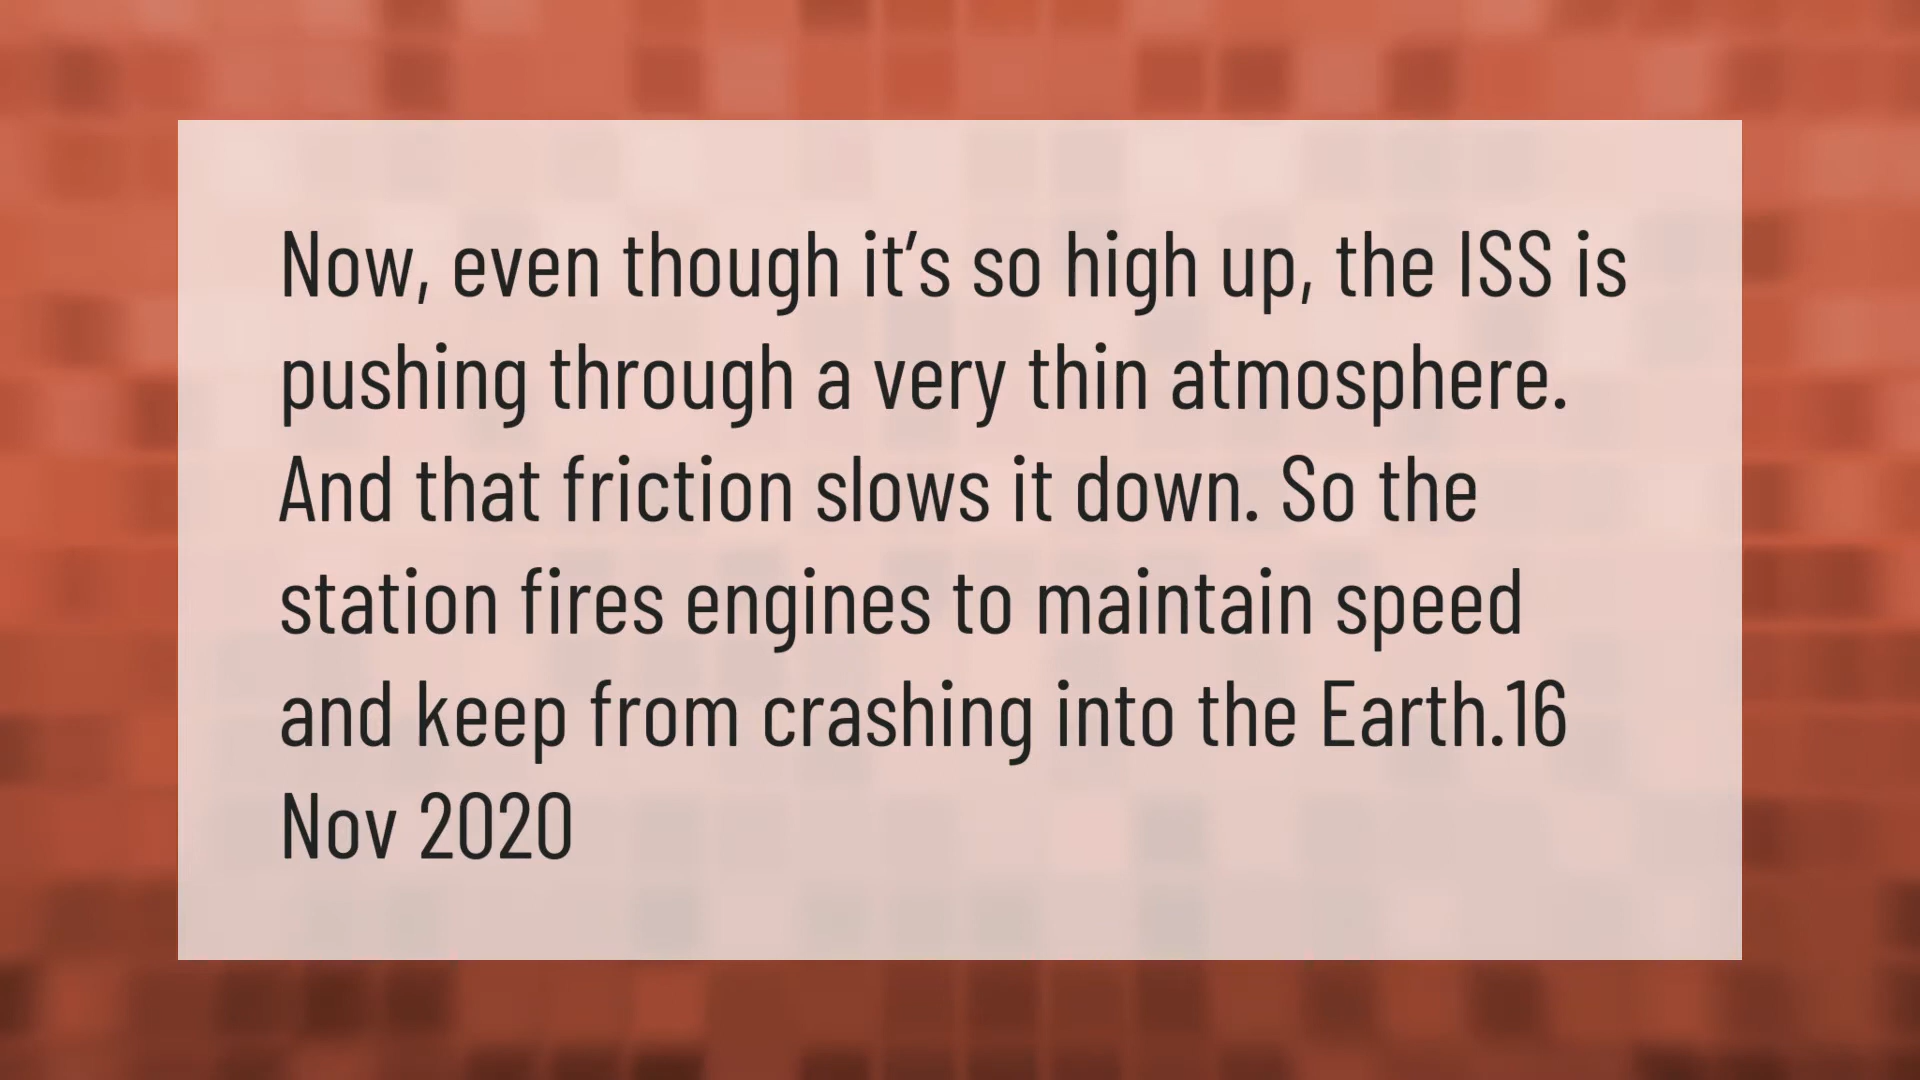 Now, even though it’s so high up, the ISS is
pushing through a very thin atmosphere.
And that friction slows it down. So the
station fires engines to maintain speed
and keep from crashing into the Earth.16
Nov 2020